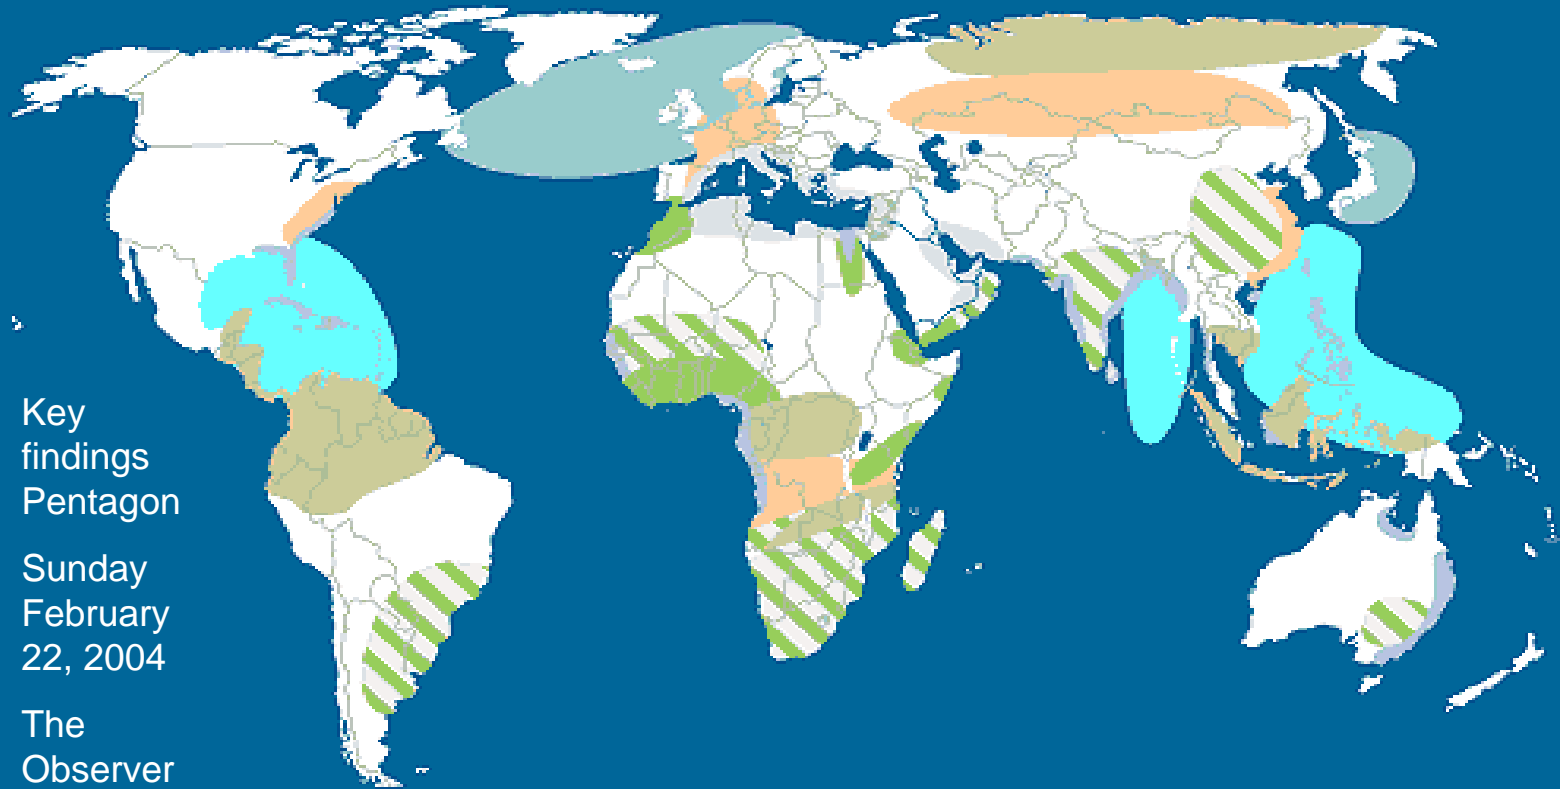 Key
findings
Pentagon
Sunday
February
22, 2004
The
Observer